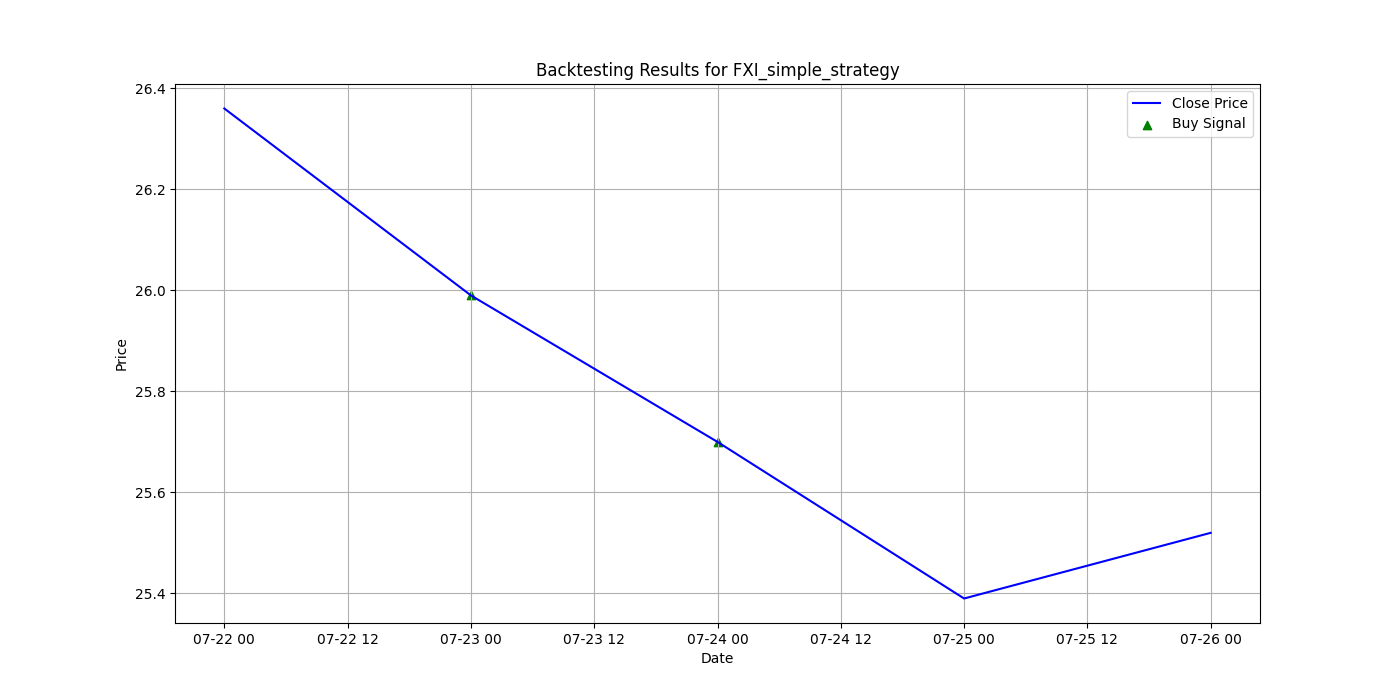 Backtesting Results for FXI_simple_strategy
Close Price
Buy Signal
26.4
26.2
26.0
25.8
25.6
25.4
Price
07-22 00 07-22 12 07-23 00 07-23 12 07-24 00 07-24 12 07-25 00 07-25 12 07-26 00
Date